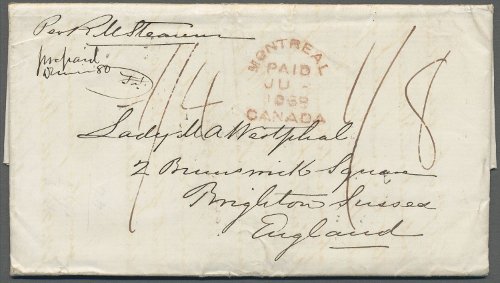 Per R M Steamer
prepaid
1/4
MONTREAL
PAID
JU
CANADA
1/8
Lady M A Westphal
2 Brunswick Square
Brighton Sussex
England